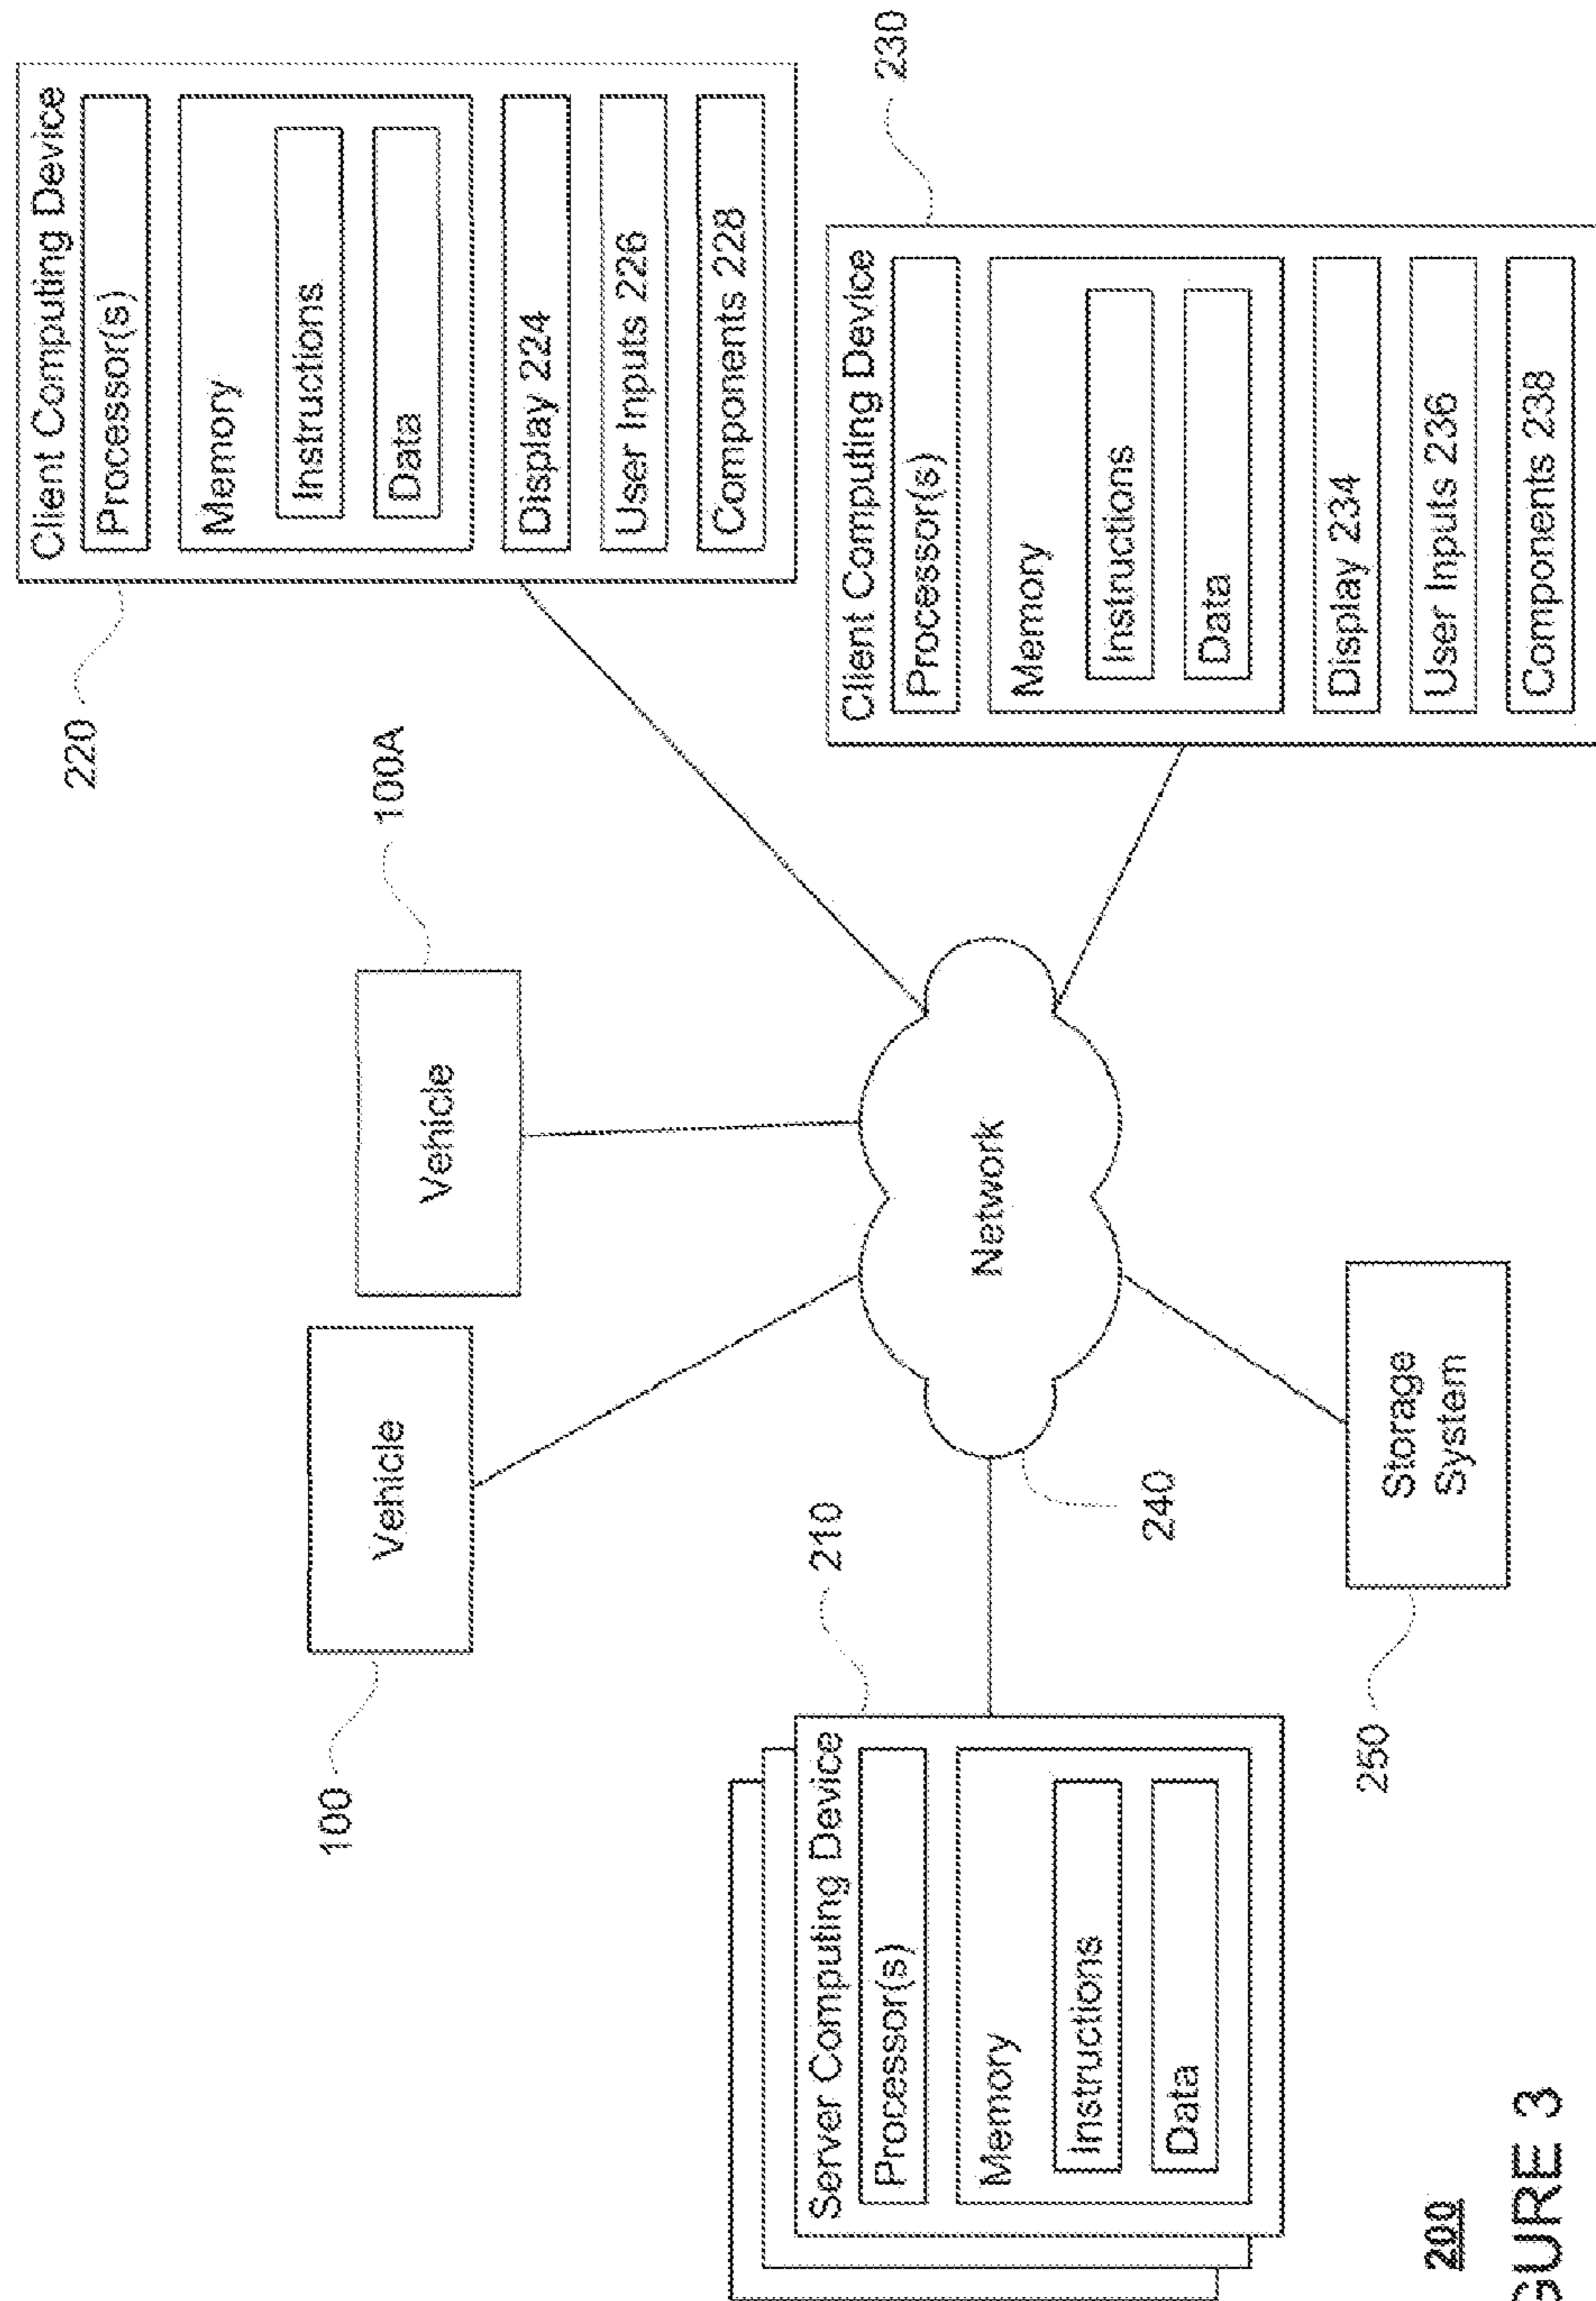 100
Vehicle
Vehicle
100A
220
Client Computing Device
Processor(s)
Memory
Instructions
Data
Display 224
User Inputs 226
Components 228
210
Server Computing Device
Processor(s)
Memory
Instructions
Data
Network
240
Storage
System
250
230
Client Computing Device
Processor(s)
Memory
Instructions
Data
Display 234
User Inputs 236
Components 238
200
GURE 3